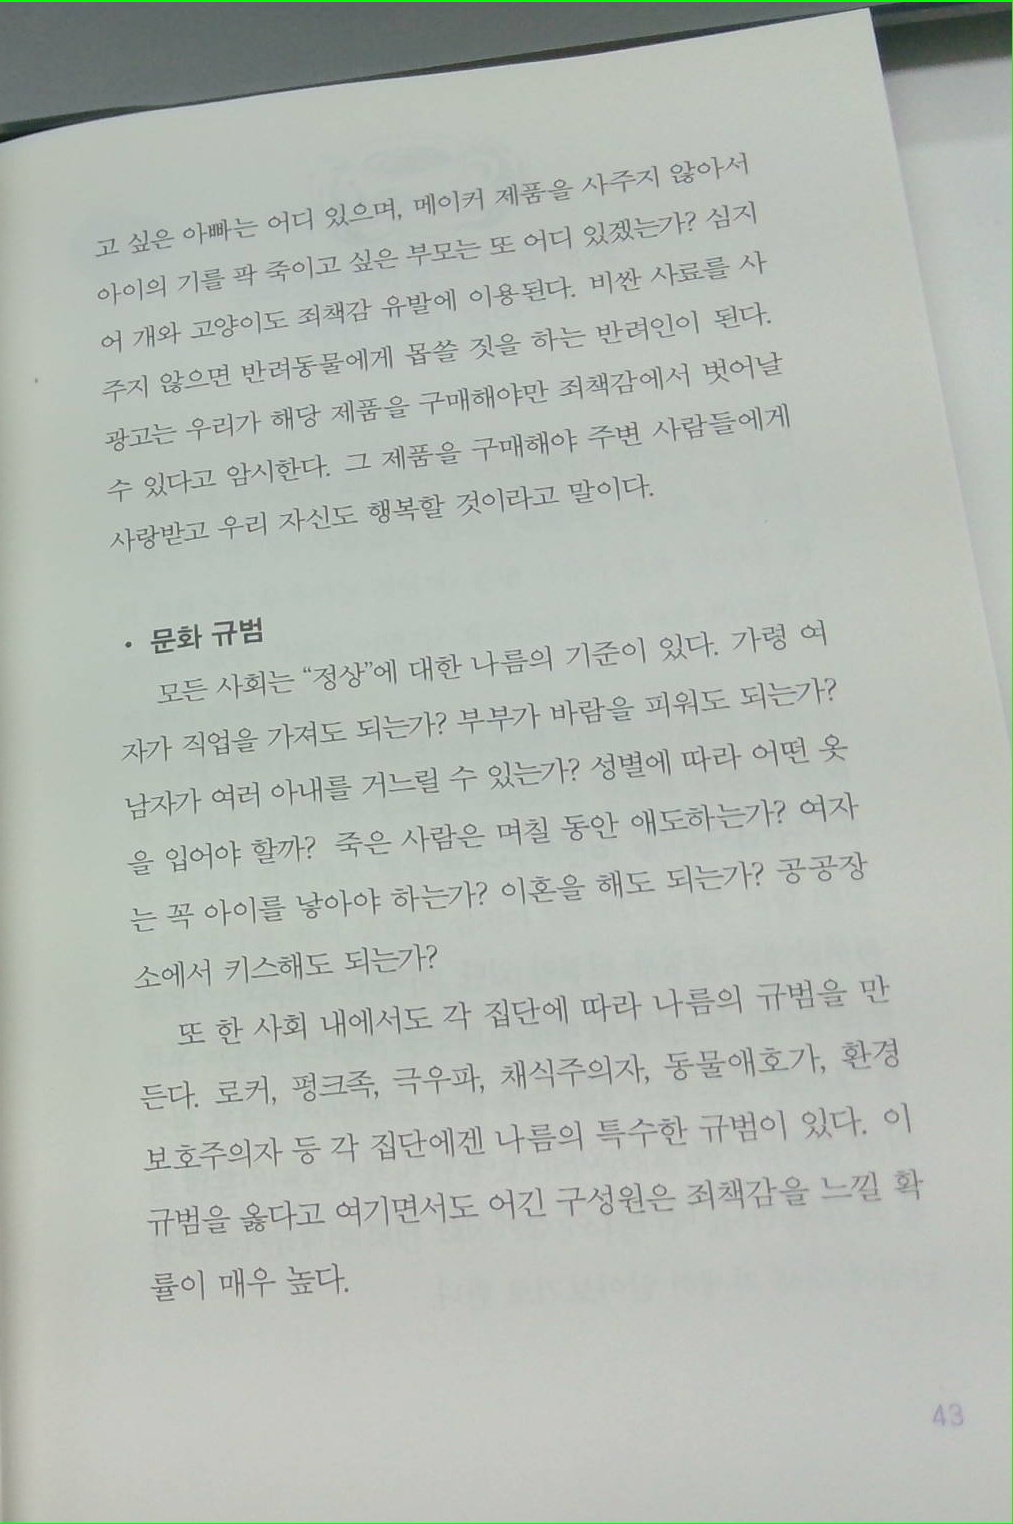 고 싶은 아빠는 어디 있으며, 메이커 제품을 사주지 않아서
아이의 기를 팍 죽이고 싶은 부모는 또 어디 있겠는가? 심지
어 개와 고양이도 죄책감 유발에 이용된다. 비싼 사료를 사
주지 않으면 반려동물에게 몹쓸 짓을 하는 반려인이 된다.
광고는 우리가 해당 제품을 구매해야만 죄책감에서 벗어날
수 있다고 암시한다. 그 제품을 구매해야 주변 사람들에게
사랑받고 우리 자신도 행복할 것이라고 말이다.
• 문화 규범
모든 사회는 “정상”에 대한 나름의 기준이 있다. 가령 여
자가 직업을 가져도 되는가? 부부가 바람을 피워도 되는가?
남자가 여러 아내를 거느릴 수 있는가? 성별에 따라 어떤 옷
을 입어야 할까? 죽은 사람은 며칠 동안 애도하는가? 여자
는 꼭 아이를 낳아야 하는가? 이혼을 해도 되는가? 공공장
소에서 키스해도 되는가?
또 한 사회 내에서도 각 집단에 따라 나름의 규범을 만
든다. 로커, 펑크족, 극우파, 채식주의자, 동물애호가, 환경
보호주의자 등 각 집단에겐 나름의 특수한 규범이 있다. 이
규범을 옳다고 여기면서도 어긴 구성원은 죄책감을 느낄 확
률이 매우 높다.
43